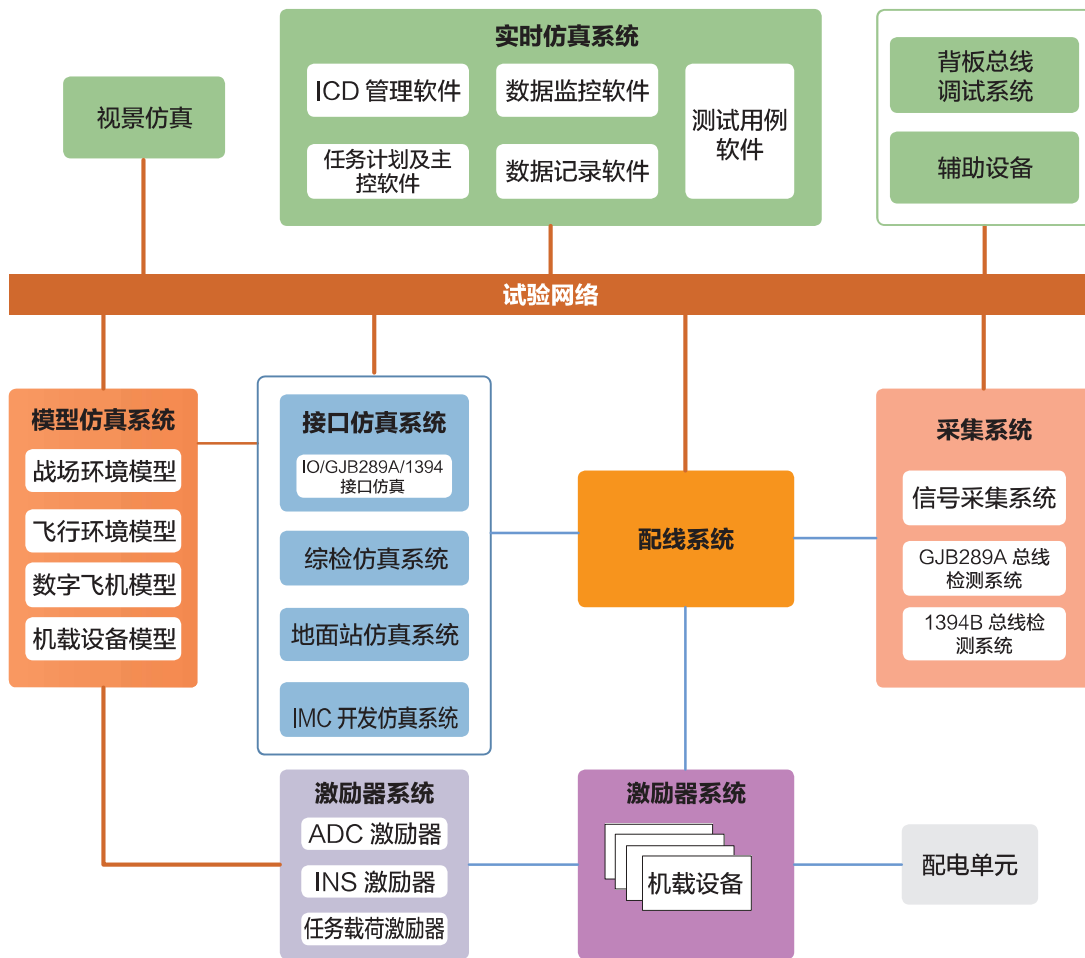 视景仿真
实时仿真系统
ICD 管理软件
数据监控软件
任务计划及主
控软件
数据记录软件
测试用例
软件
背板总线
调试系统
辅助设备
试验网络
模型仿真系统
战场环境模型
飞行环境模型
数字飞机模型
机载设备模型
接口仿真系统
IO/GJB289A/1394
接口仿真
综检仿真系统
地面站仿真系统
IMC 开发仿真系统
配线系统
采集系统
信号采集系统
GJB289A 总线
检测系统
1394B 总线检
测系统
激励器系统
ADC 激励器
INS 激励器
任务载荷激励器
激励器系统
机载设备
配电单元